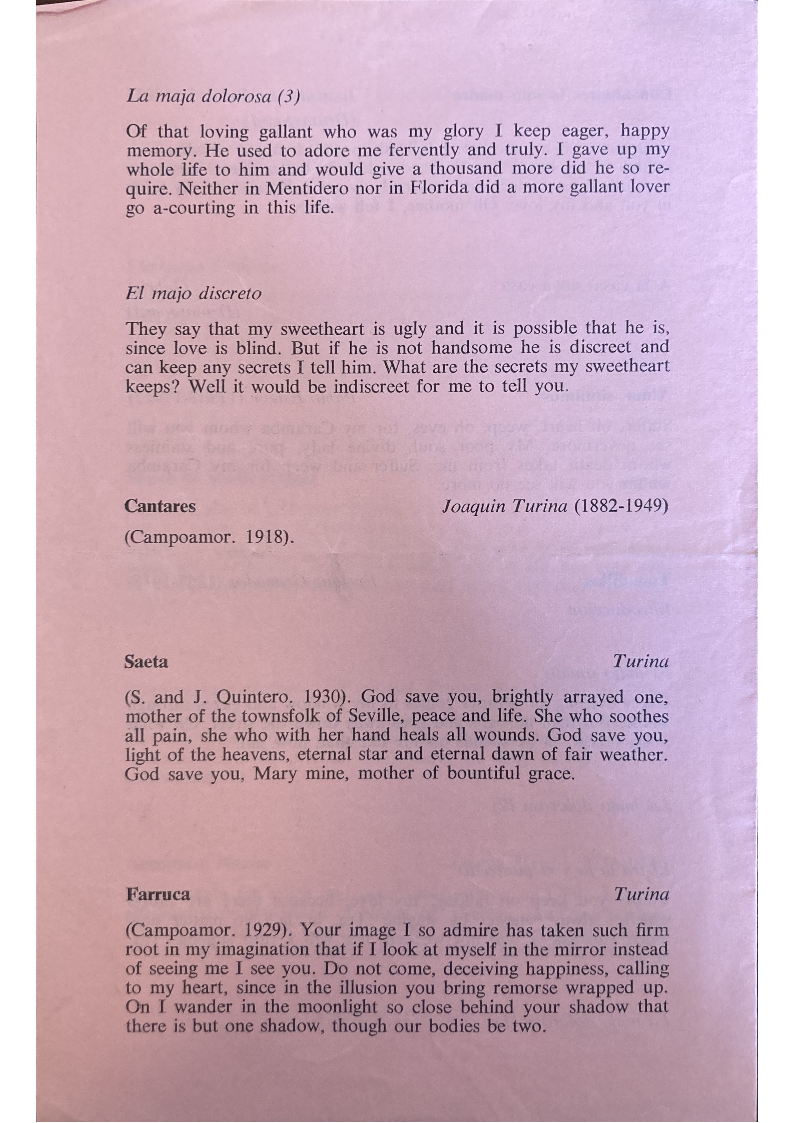 La maja dolorosa (3)
Of that loving gallant who was my glory I keep eager, happy
memory. He used to adore me fervently and truly. I gave up my
whole life to him and would give a thousand more did he so re-
quire. Neither in Mentidero nor in Florida did a more gallant lover
go a-courting in this life.
El majo discreto
They say that my sweetheart is ugly and it is possible that he is,
since love is blind. But if he is not handsome he is discreet and
can keep any secrets I tell him. What are the secrets my sweetheart
keeps? Well it would be indiscreet for me to tell you.
Cantares Joaquin Turina (1882-1949)
(Campoamor. 1918).
Saeta Turina
(S. and J. Quintero. 1930). God save you, brightly arrayed one,
mother of the townsfolk of Seville, peace and life. She who soothes
all pain, she who with her hand heals all wounds. God save you,
light of the heavens, eternal star and eternal dawn of fair weather.
God save you, Mary mine, mother of bountiful grace.
Farruca Turina
(Campoamor. 1929). Your image I so admire has taken such firm
root in my imagination that if I look at myself in the mirror instead
of seeing me I see you. Do not come, deceiving happiness, calling
to my heart, since in the illusion you bring remorse wrapped up.
On I wander in the moonlight so close behind your shadow that
there is but one shadow, though our bodies be two.